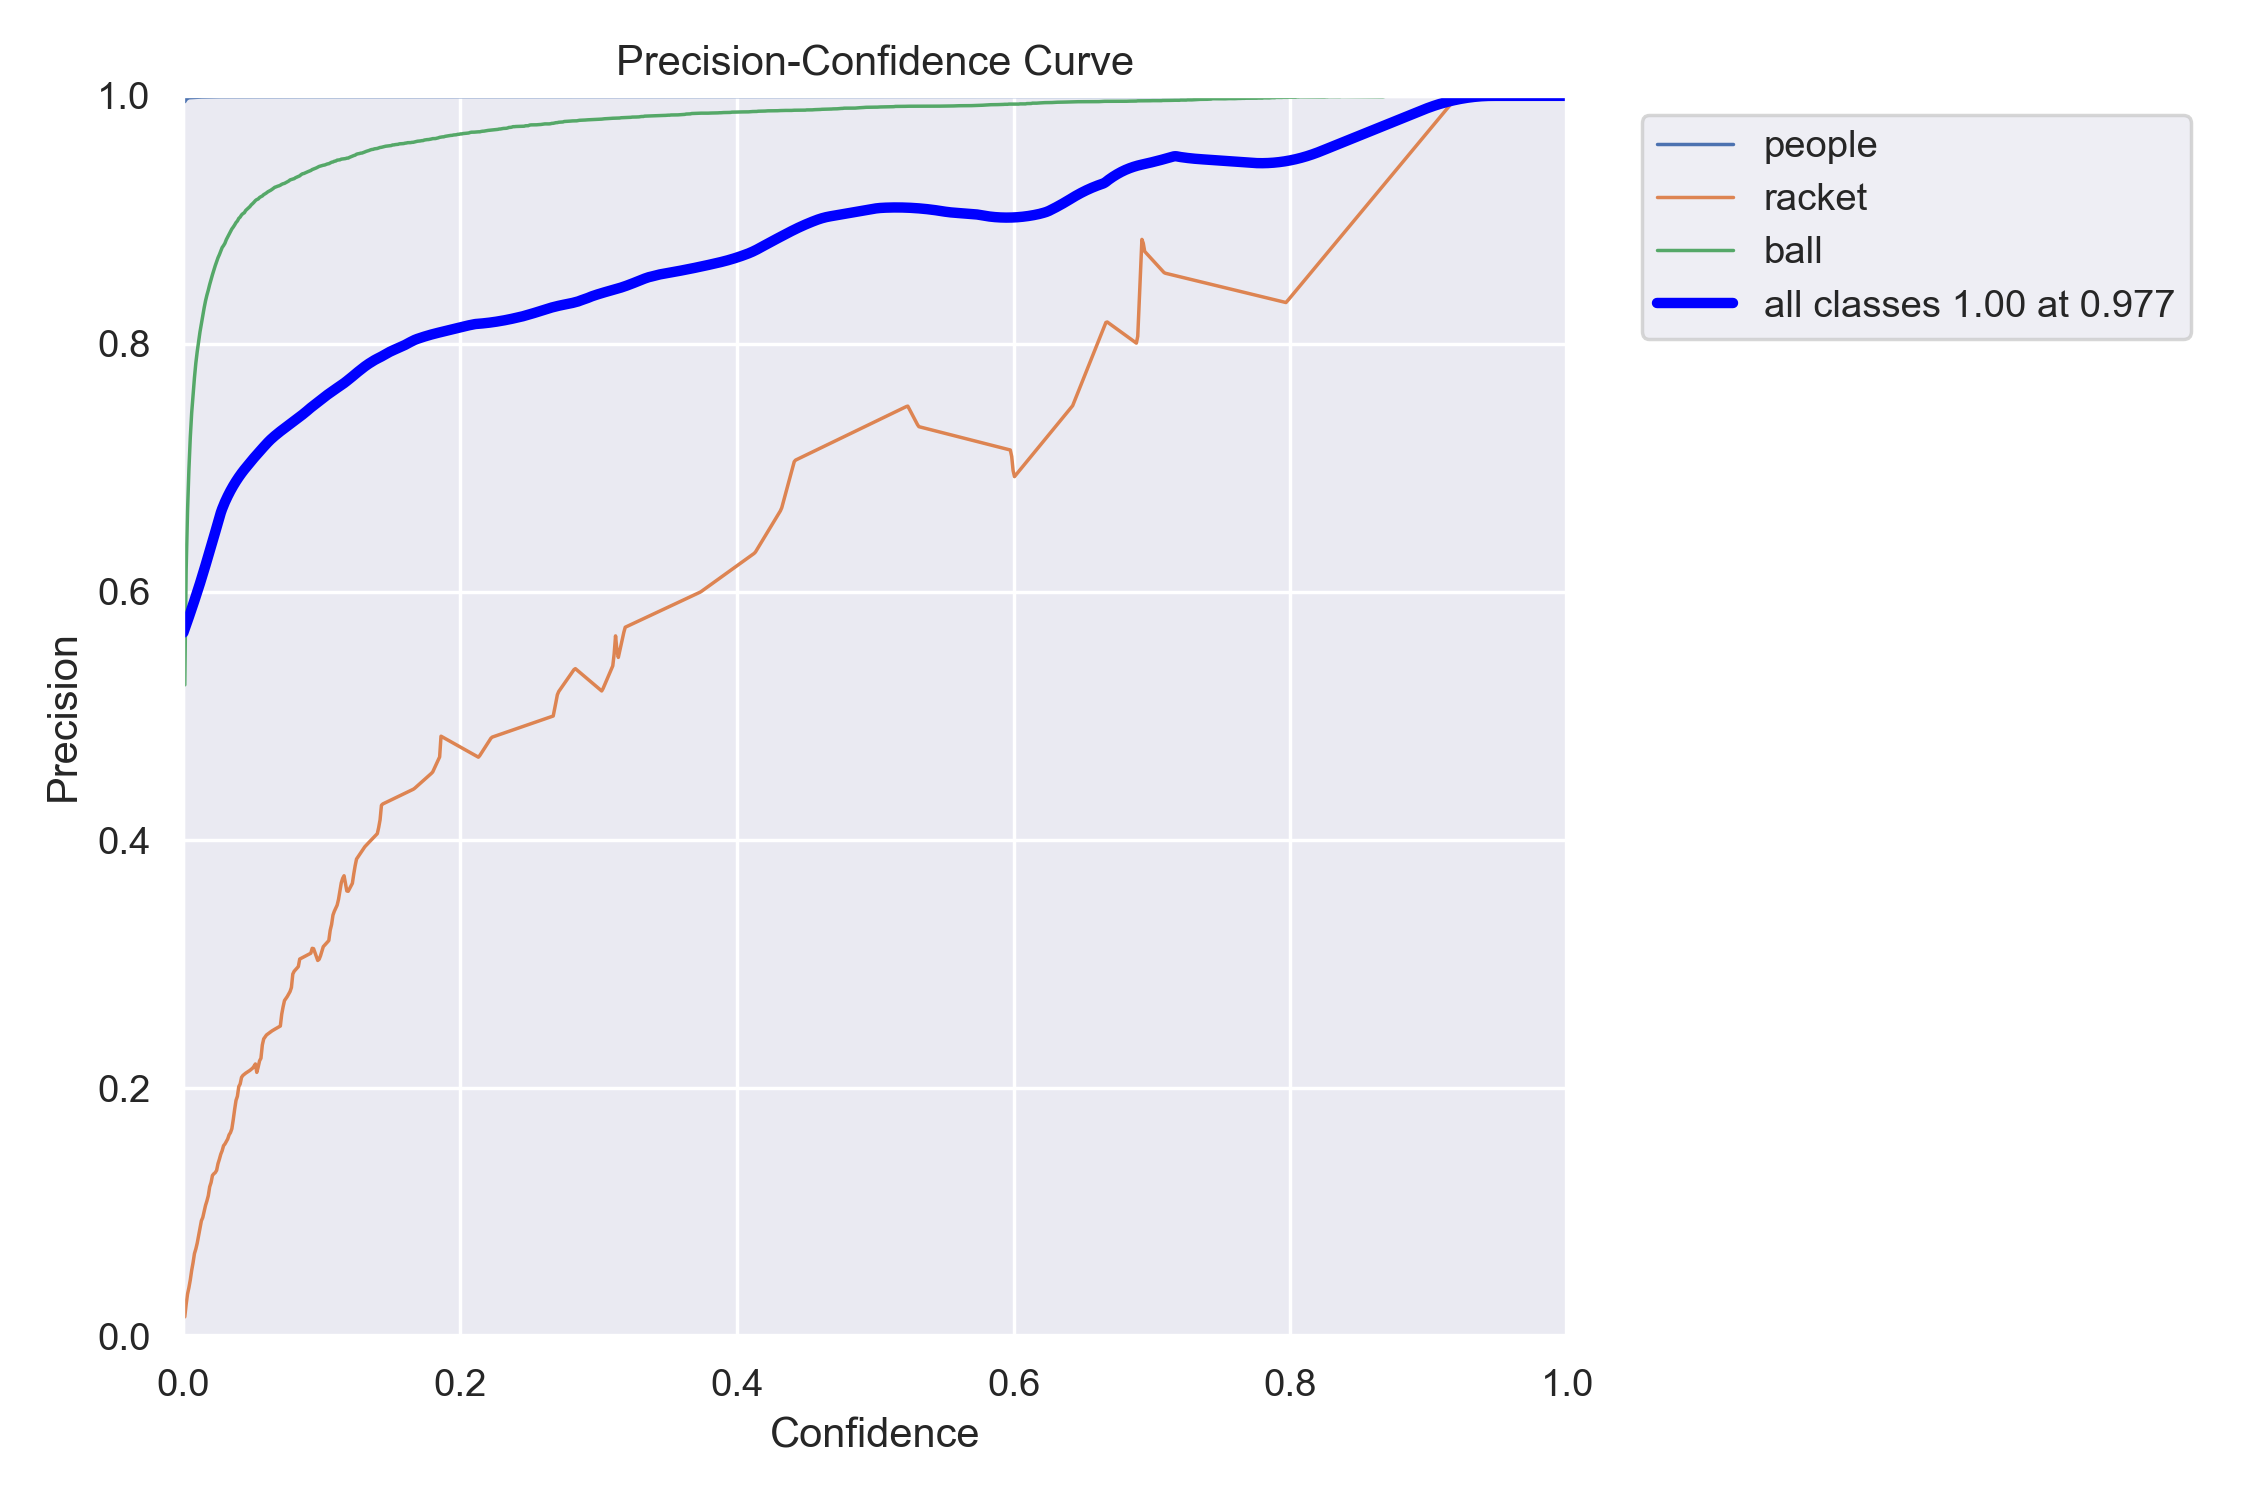 Precision-Confidence Curve
1.0
0.8
0.6
0.4
0.2
0.0
Precision
0.0 0.2 0.4 0.6 0.8 1.0
Confidence
people
racket
ball
all classes 1.00 at 0.977